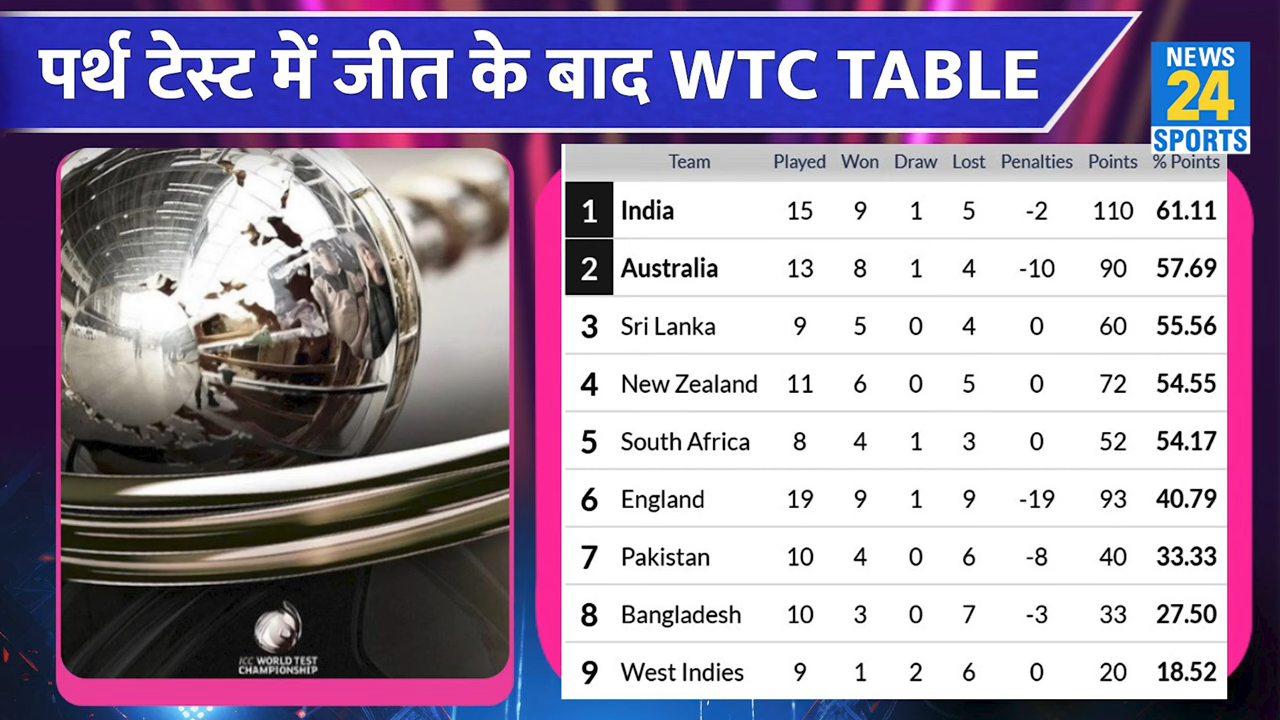 पर्थ टेस्ट में जीत के बाद WTC TABLE
NEWS
24
SPORTS
Team Played Won Draw Lost Penalties Points % Points
1 India 15 9 1 5 -2 110 61.11
2 Australia 13 8 1 4 -10 90 57.69
3 Sri Lanka 9 5 0 4 0 60 55.56
4 New Zealand 11 6 0 5 0 72 54.55
5 South Africa 8 4 1 3 0 52 54.17
6 England 19 9 1 9 -19 93 40.79
7 Pakistan 10 4 0 6 -8 40 33.33
8 Bangladesh 10 3 0 7 -3 33 27.50
9 West Indies 9 1 2 6 0 20 18.52
ICC WORLD TEST
CHAMPIONSHIP